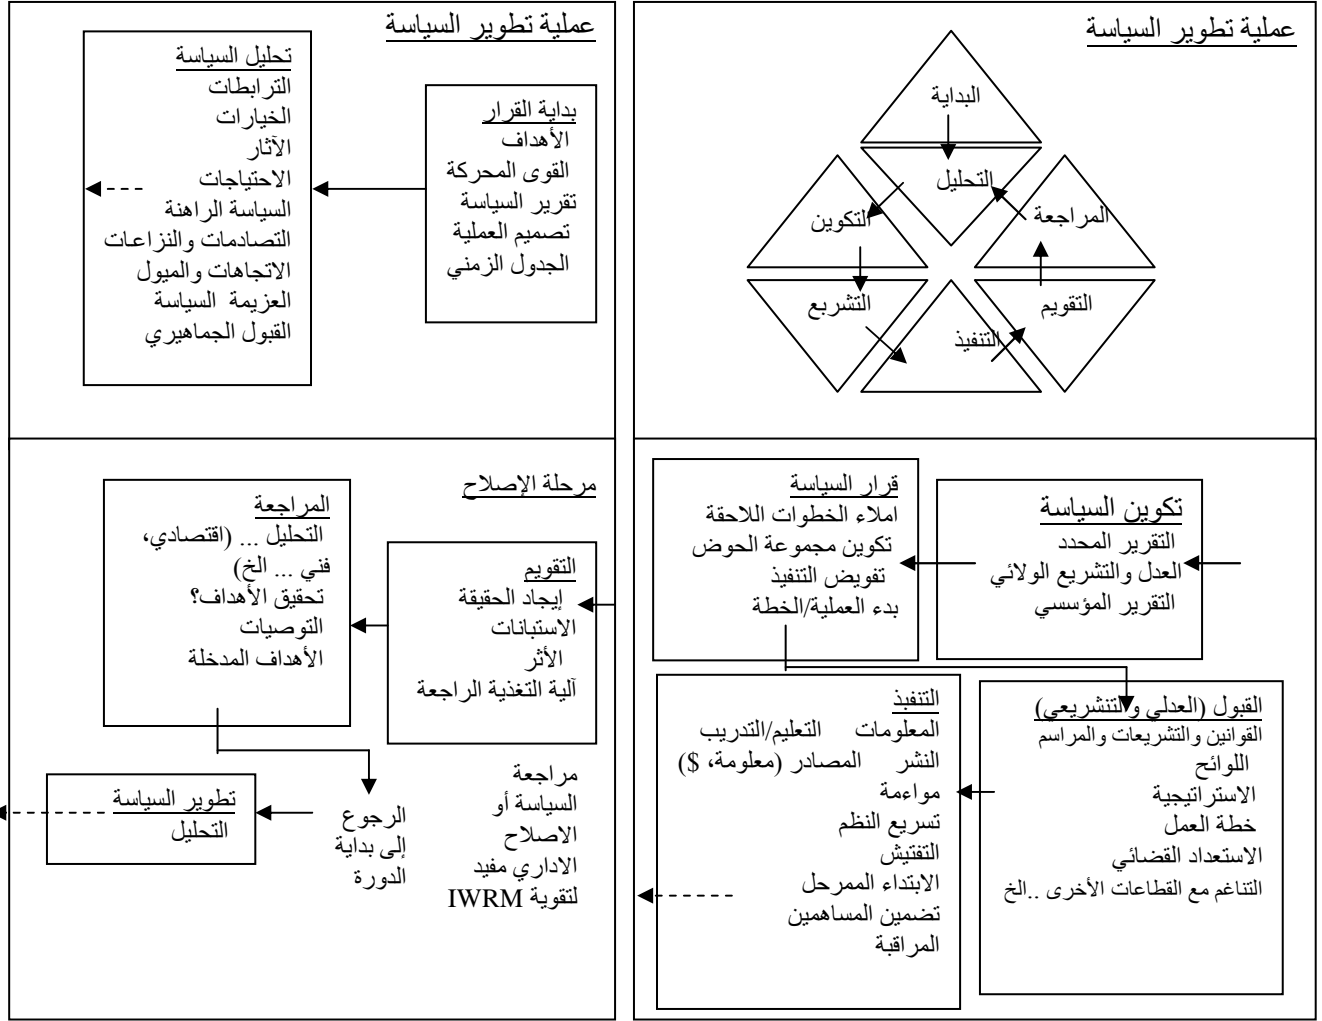 عملية تطوير السياسة
البداية
التحليل
التكوين
المراجعة
التشريع
التنفيذ
التقويم
عملية تطوير السياسة
بداية القرار
الأهداف
القوى المحركة
تقرير السياسة
تصميم العملية
الجدول الزمني
تحليل السياسة
الترابطات
الخيارات
الآثار
الاحتياجات
السياسة الراهنة
التصادمات والنزاعات
الاتجاهات والميول
العزيمة السياسة
القبول الجماهيري
تكوين السياسة
التقرير المحدد
العدل والتشريع الولائي
التقرير المؤسسي
قرار السياسة
املاء الخطوات اللاحقة
تكوين مجموعة الحوض
تفويض التنفيذ
بدء العملية/الخطة
القبول (العدلي والتنشريعي)
القوانين والتشريعات والمراسم
اللوائح
الاستراتيجية
خطة العمل
الاستعداد القضائي
التناغم مع القطاعات الأخرى ..الخ
التنفبذ
المعلومات التعليم/التدريب
النشر المصادر (معلومة، $)
مواءمة
تسريع النظم
التفتيش
الابتداء الممرحل
تضمين المساهمين
المراقبة
مرحلة الإصلاح
التقويم
إيجاد الحقيقة
الاستبانات
الأثر
آلية التغذية الراجعة
المراجعة
التحليل ... (اقتصادي،
فني ... الخ)
تحقيق الأهداف؟
التوصيات
الأهداف المدخلة
مراجعة
السياسة أو
الاصلاح
الاداري مفيد
لتقوية IWRM
الرجوع
إلى بداية
الدورة
تطوير السياسة
التحليل